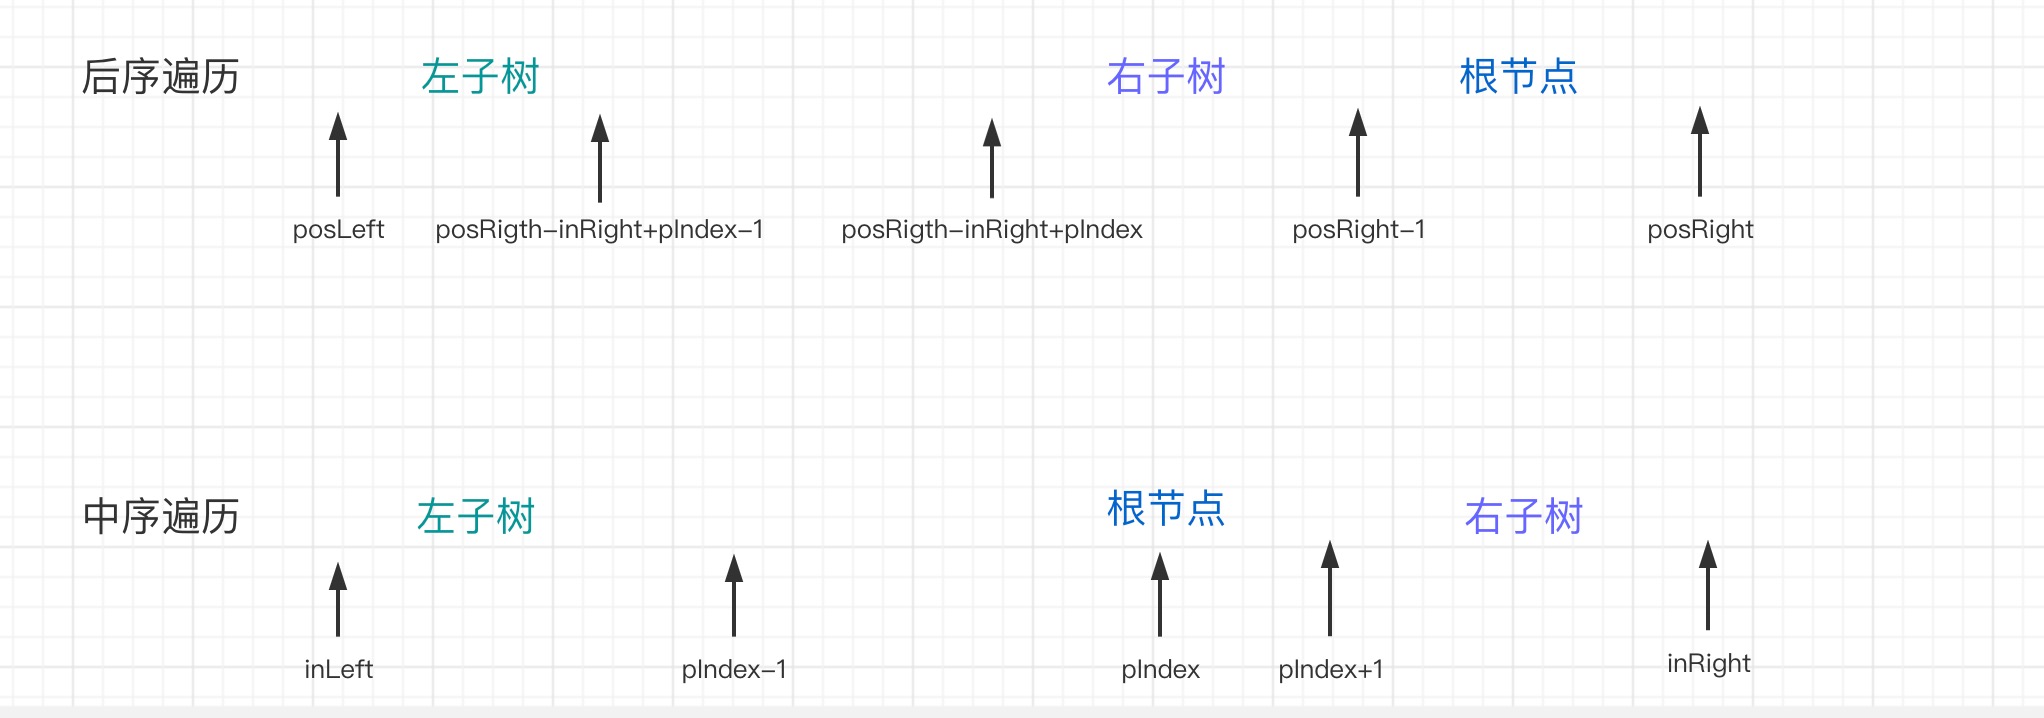 后序遍历 左子树 右子树 根节点
posLeft posRigth-inRight+pIndex-1 posRigth-inRight+pIndex posRight-1 posRight
中序遍历 左子树 根节点 右子树
inLeft pIndex-1 pIndex pIndex+1 inRight